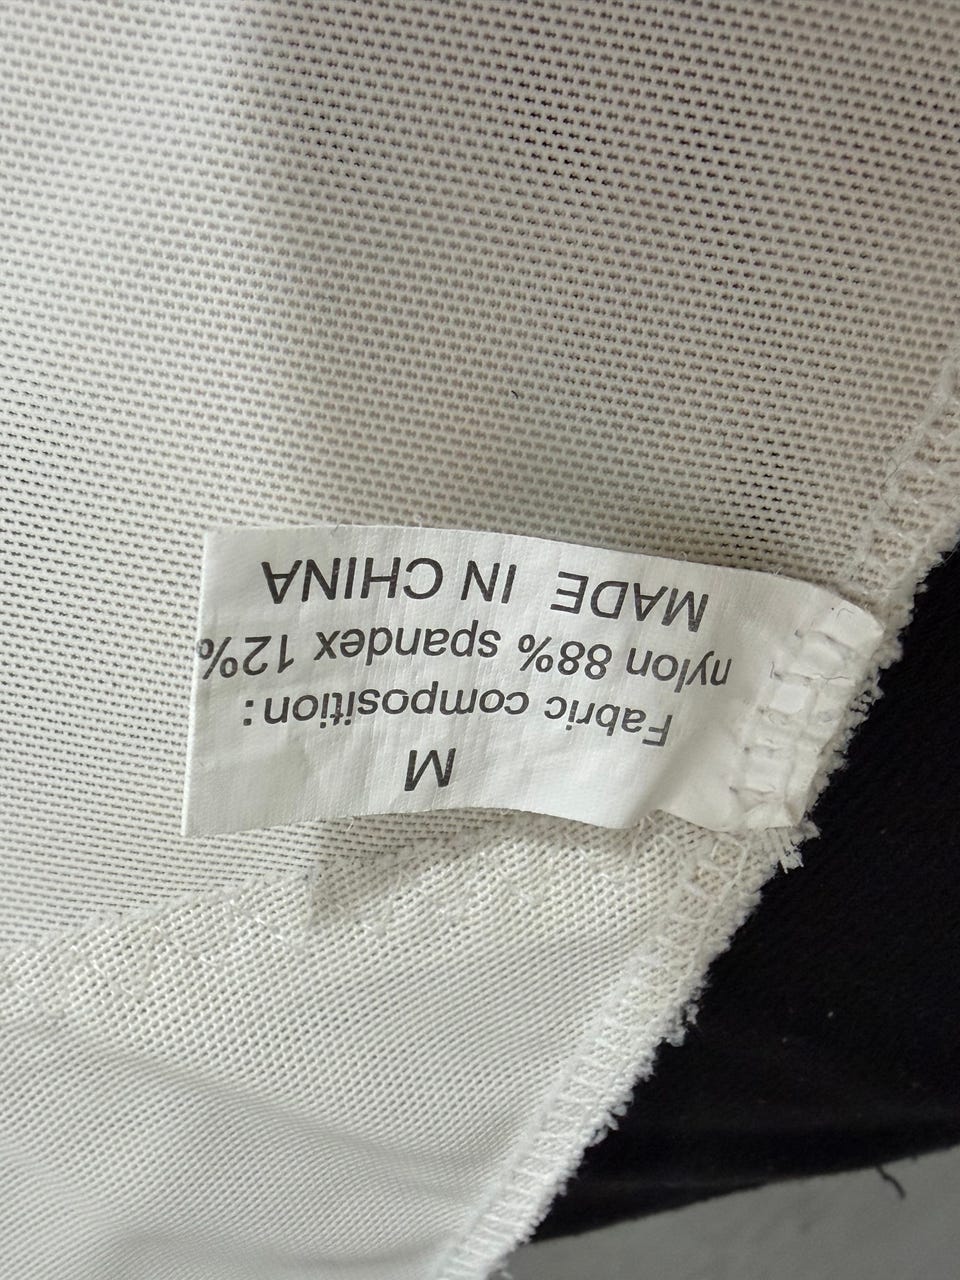 M
Fabric composition:
nylon 88% spandex 12%
MADE IN CHINA